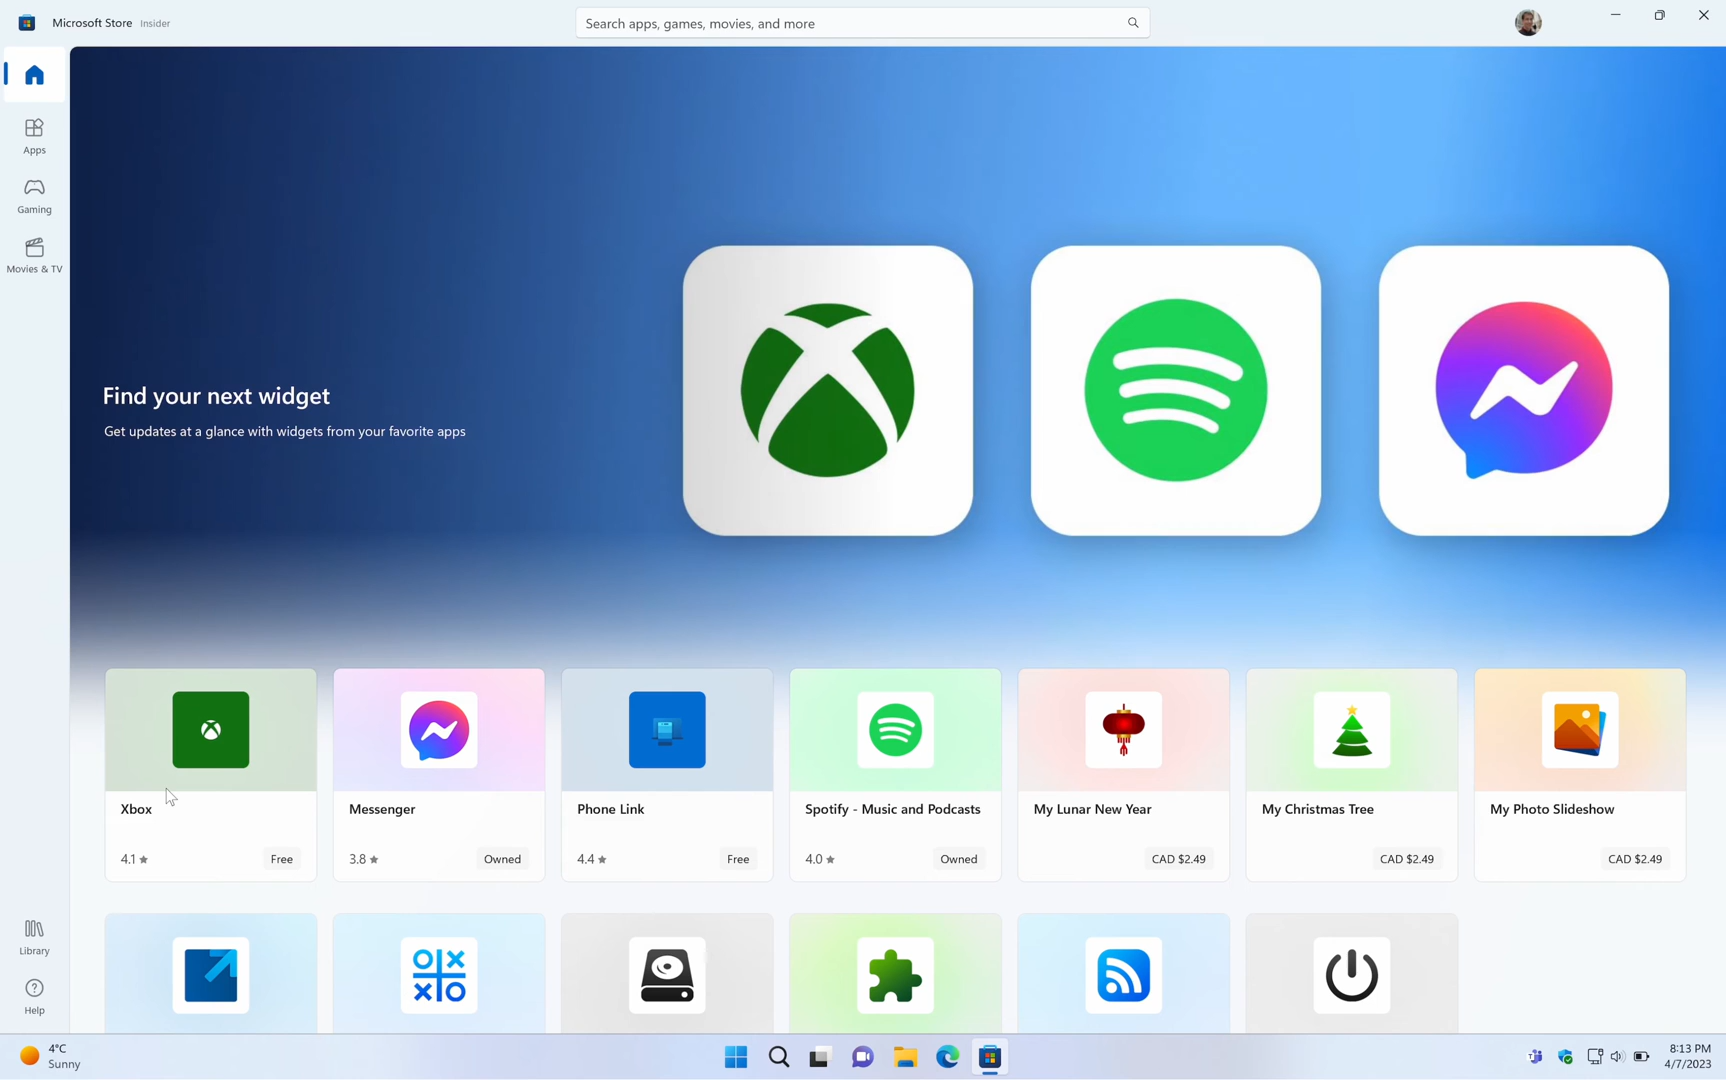 Microsoft Store Insider
Search apps, games, movies, and more
Apps
Gaming
Movies & TV
Find your next widget
Get updates at a glance with widgets from your favorite apps
Xbox
4.1 ★ Free
Messenger
3.8 ★ Owned
Phone Link
4.4 ★ Free
Spotify - Music and Podcasts
4.0 ★ Owned
My Lunar New Year
CAD $2.49
My Christmas Tree
CAD $2.49
My Photo Slideshow
CAD $2.49
Library
Help
4°C
Sunny
8:13 PM
4/7/2023